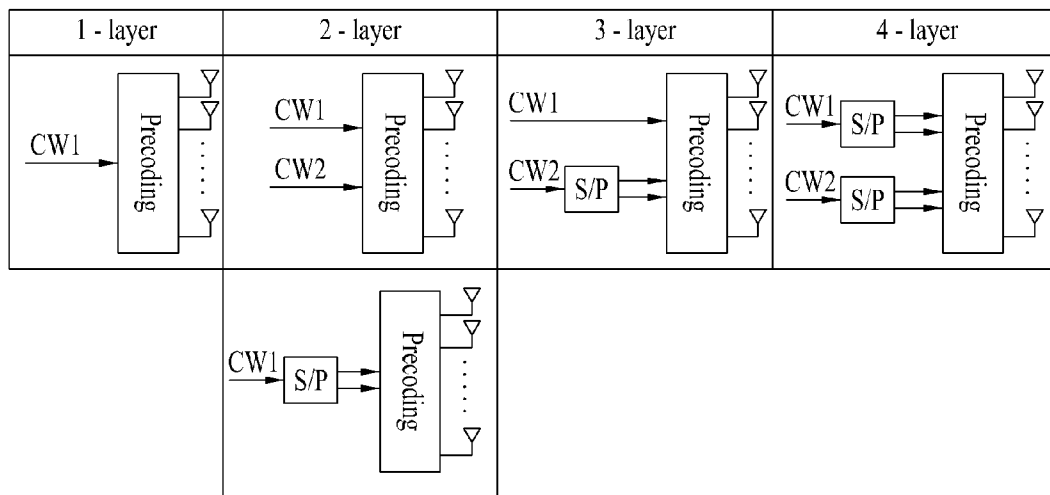 1 - layer
2 - layer
3 - layer
4 - layer
CW1
Precoding
CW1
CW2
Precoding
CW1
CW2
S/P
Precoding
CW1
S/P
CW2
S/P
Precoding
CW1
S/P
Precoding